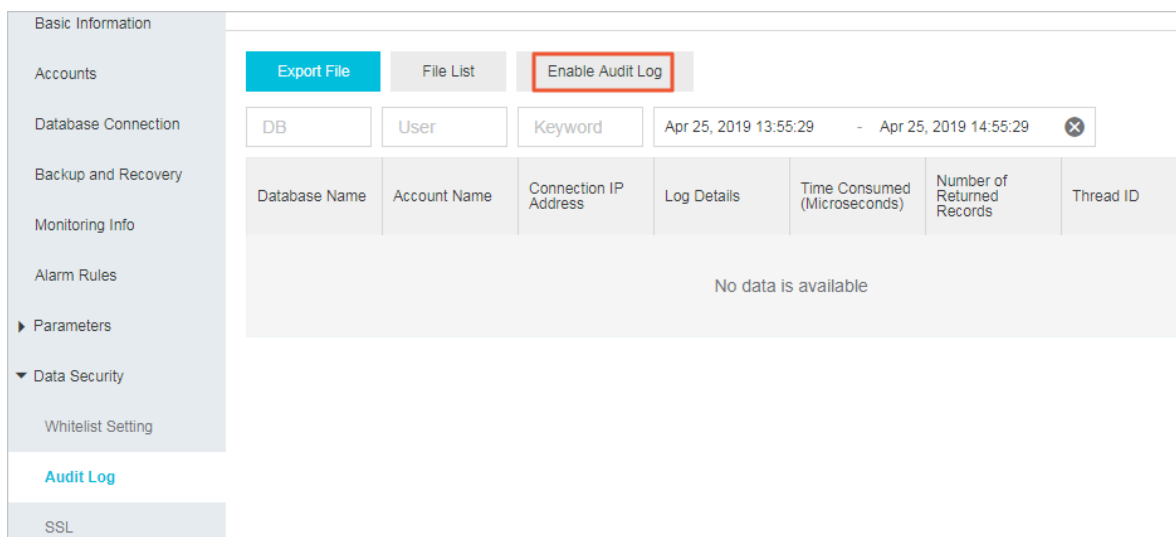 Basic Information
Accounts
Database Connection
Backup and Recovery
Monitoring Info
Alarm Rules
Parameters
Data Security
Whitelist Setting
Audit Log
SSL
Export File
File List
Enable Audit Log
DB
User
Keyword
Apr 25, 2019 13:55:29 - Apr 25, 2019 14:55:29
Database Name
Account Name
Connection IP
Address
Log Details
Time Consumed
(Microseconds)
Number of
Returned
Records
Thread ID
No data is available